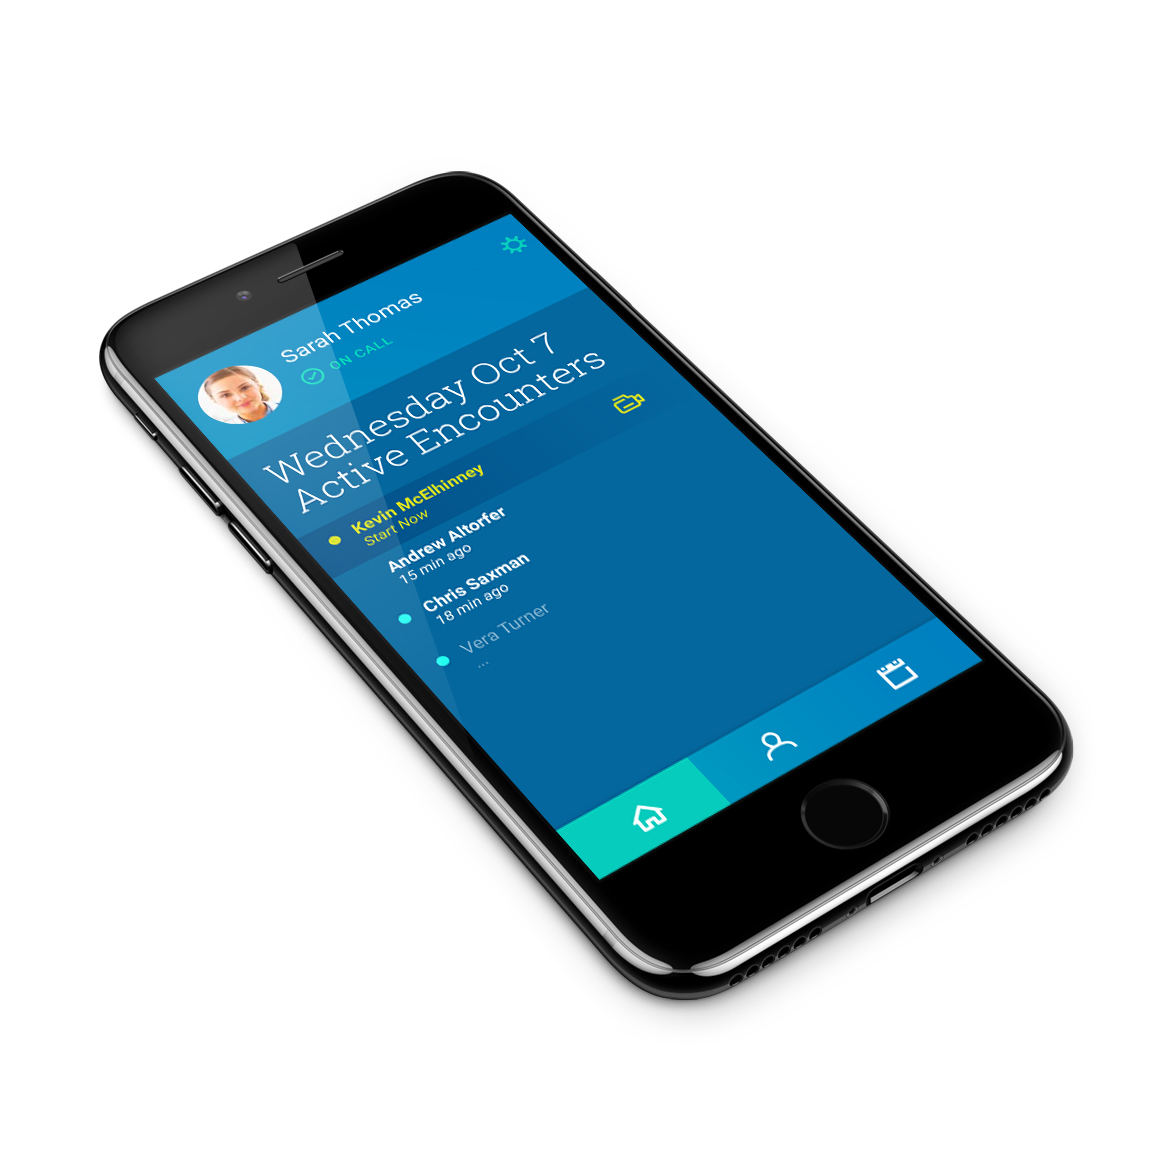 Sarah Thomas
ON CALL
Wednesday Oct 7
Active Encounters
Kevin McElhinney
Start Now
Andrew Altorfer
15 min ago
Chris Saxman
18 min ago
Vera Turner
...